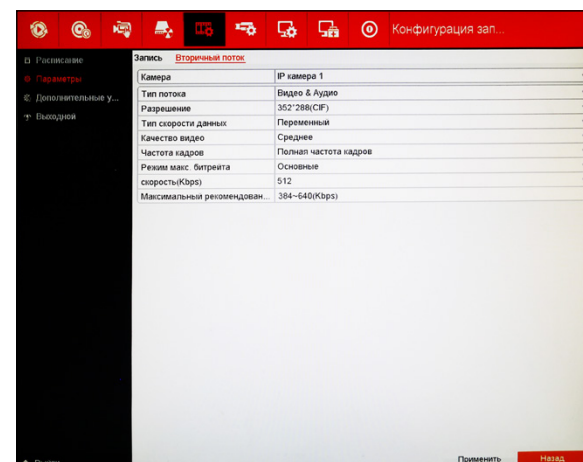 Конфигурация зап...
Расписание
Параметры
Дополнительные у...
Выходной
Запись Вторичный поток
Камера IP камера 1
Тип потока Видео & Аудио
Разрешение 352*288(CIF)
Тип скорости данных Переменный
Качество видео Среднее
Частота кадров Полная частота кадров
Режим макс. битрейта Основные
скорость(Kbps) 512
Максимальный рекомендован... 384~640(Kbps)
Применить Назад